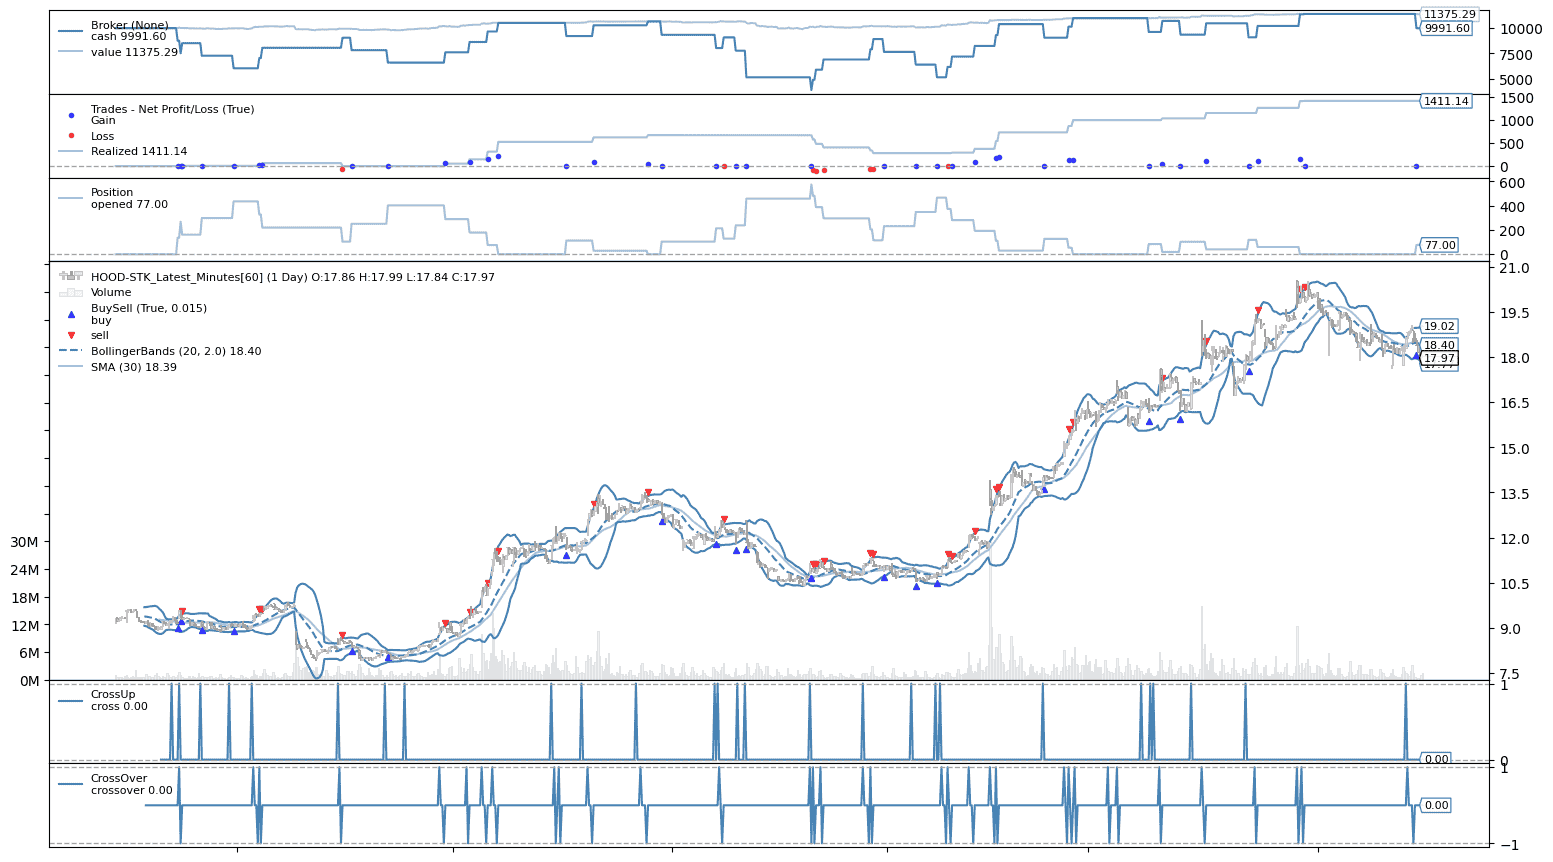 Broker (None)
cash 9991.60
value 11375.29
11375.29
9991.60
10000
7500
5000
Trades - Net Profit/Loss (True)
Gain
Loss
Realized 1411.14
1411.14
1500
1000
500
0
Position
opened 77.00
77.00
600
400
200
0
HOOD-STK_Latest_Minutes[60] (1 Day) O:17.86 H:17.99 L:17.84 C:17.97
Volume
BuySell (True, 0.015)
buy
sell
BollingerBands (20, 2.0) 18.40
SMA (30) 18.39
30M
24M
18M
12M
6M
0M
21.0
19.5
18.0
16.5
15.0
13.5
12.0
10.5
9.0
7.5
19.02
18.40
17.97
CrossUp
cross 0.00
0.00
1
0
CrossOver
crossover 0.00
0.00
1
−1